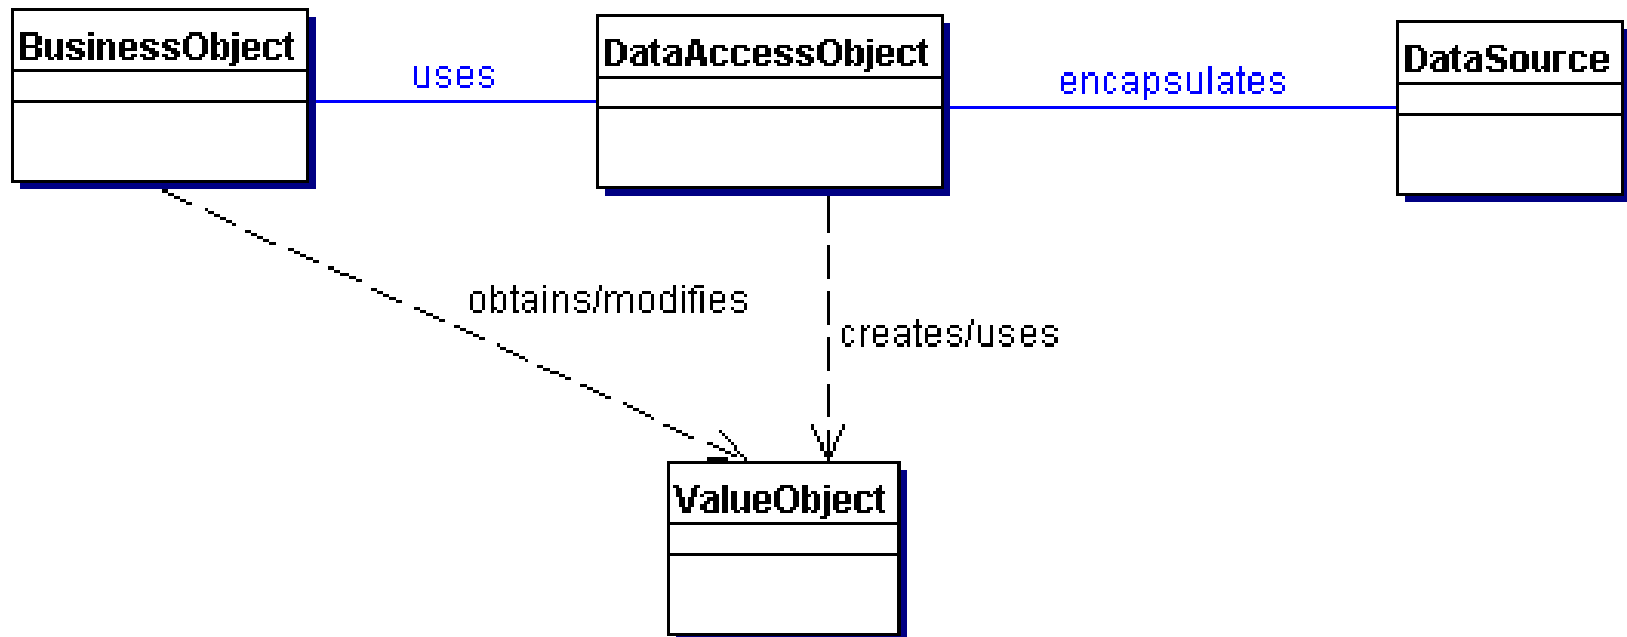 BusinessObject
uses
DataAccessObject
encapsulates
DataSource
obtains/modifies
creates/uses
ValueObject